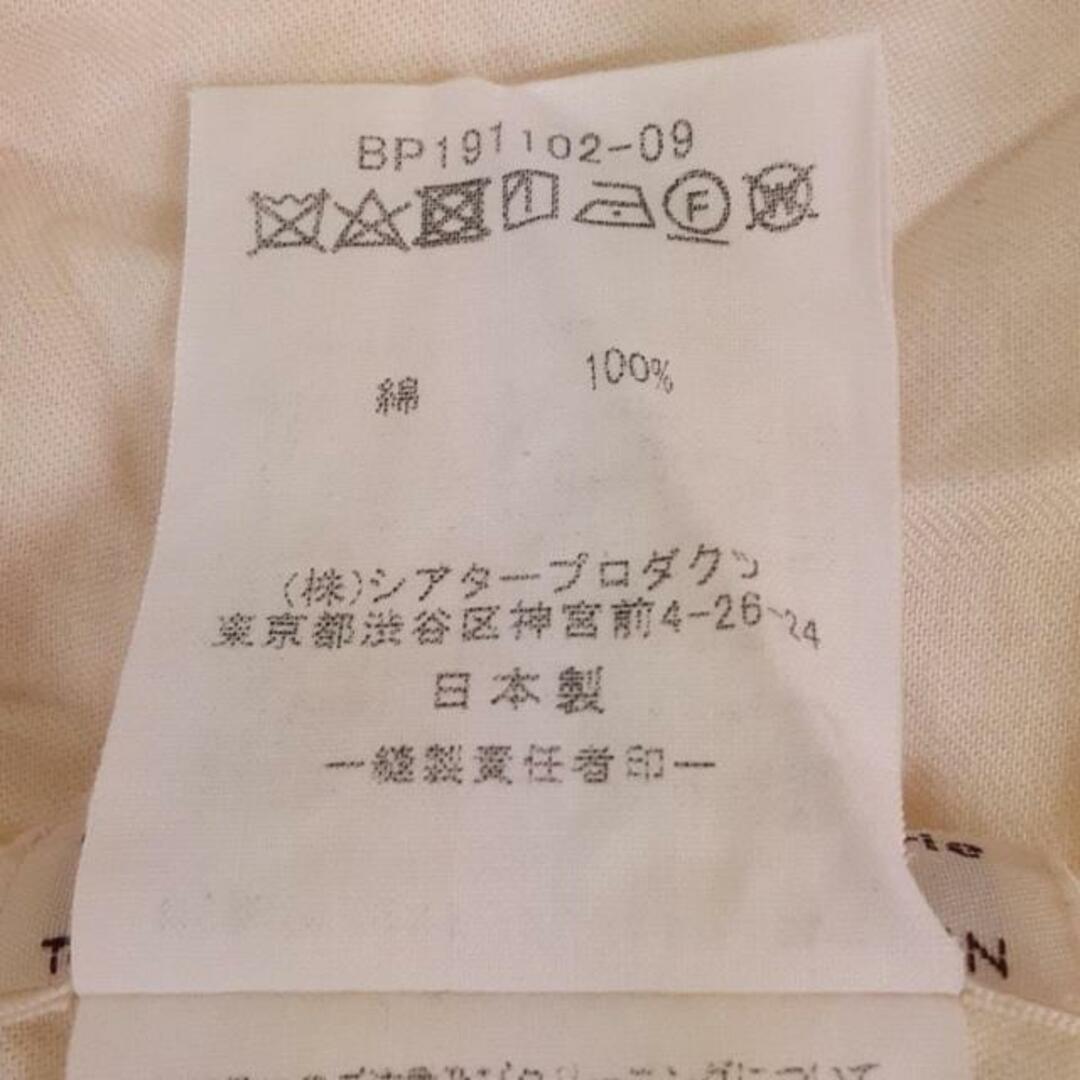 BP191102-09
F W
綿 100%
(株)シアタープロダクツ
東京都渋谷区神宮前4-26-24
日本製
ー縫製責任者印ー